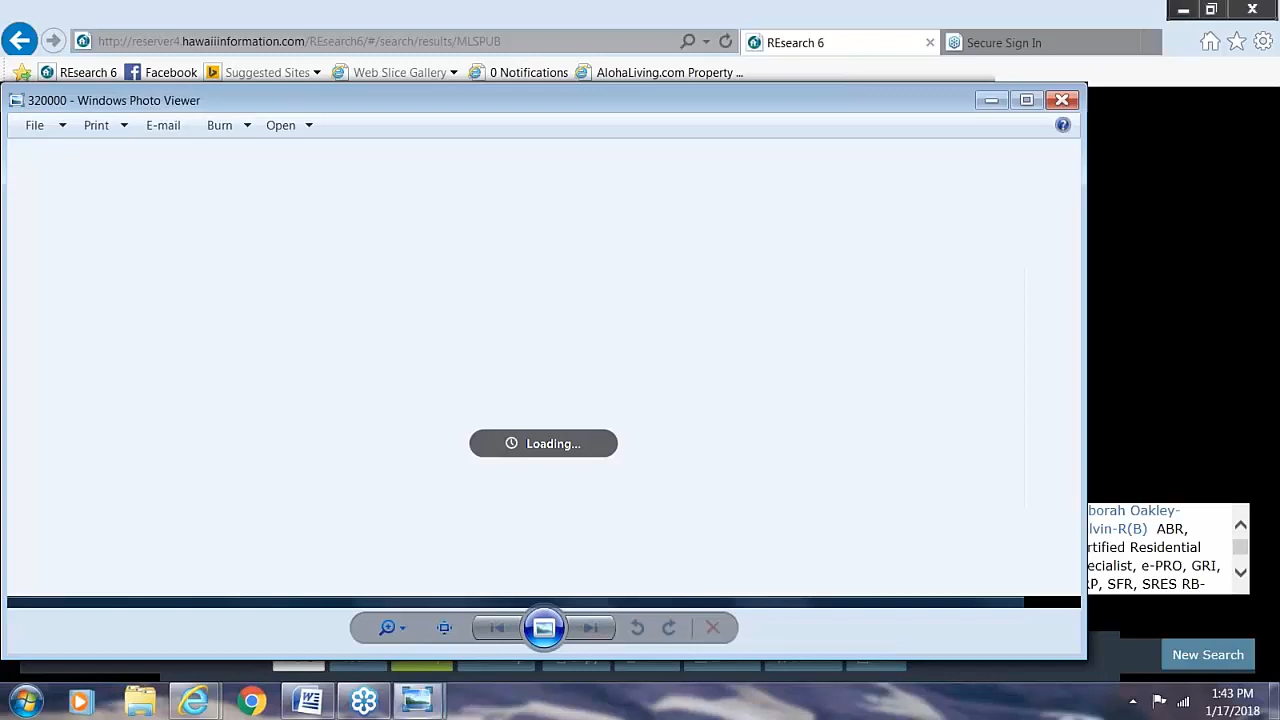 http://reserver4.hawaiiinformation.com/REsearch6/#/search/results/MLSPUB
REsearch 6
Secure Sign In
REsearch 6 Facebook Suggested Sites Web Slice Gallery 0 Notifications AlohaLiving.com Property ...
320000 - Windows Photo Viewer
File Print E-mail Burn Open
Loading...
borah Oakley-
lvin-R(B) ABR,
rtified Residential
ecialist, e-PRO, GRI,
P, SFR, SRES RB-
New Search
1:43 PM
1/17/2018